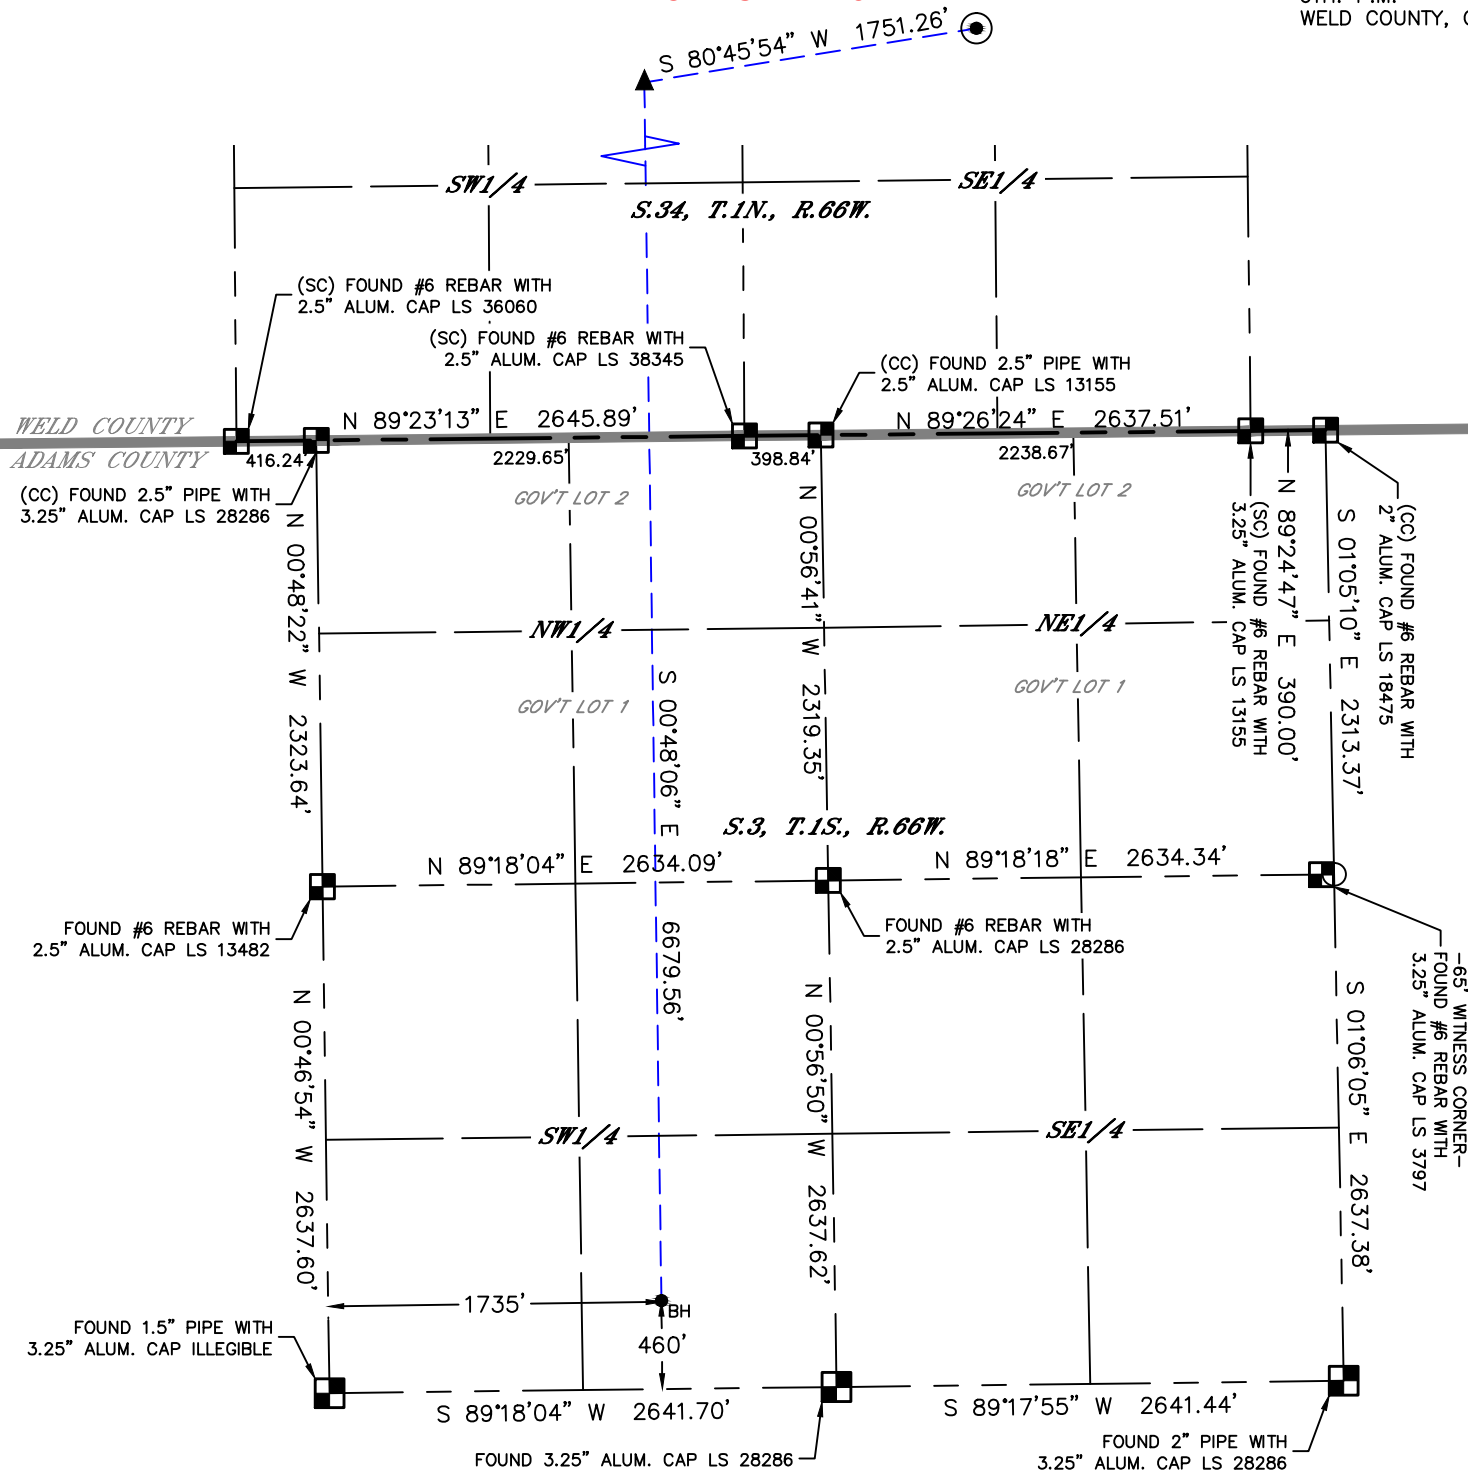 WELD COUNTY,
S 80°45'54" W 1751.26'
SW1/4
SE1/4
S.34, T.1N., R.66W.
(SC) FOUND #6 REBAR WITH
2.5" ALUM. CAP LS 36060
(SC) FOUND #6 REBAR WITH
2.5" ALUM. CAP LS 38345
(CC) FOUND 2.5" PIPE WITH
2.5" ALUM. CAP LS 13155
WELD COUNTY
N 89°23'13" E 2645.89'
N 89°26'24" E 2637.51'
ADAMS COUNTY
416.24'
2229.65'
398.84'
2238.67'
(CC) FOUND 2.5" PIPE WITH
3.25" ALUM. CAP LS 28286
GOV'T LOT 2
GOV'T LOT 2
N 00°48'22" W 2323.64'
N 00°56'41" W 2319.35'
(SC) FOUND #6 REBAR WITH
3.25" ALUM. CAP LS 13155
N 89°24'47" E 390.00'
S 01°05'10" E 2313.37'
(CC) FOUND #6 REBAR WITH
2" ALUM. CAP LS 18475
NW1/4
NE1/4
GOV'T LOT 1
GOV'T LOT 1
S 00°48'06" E 6679.56'
S.3, T.1S., R.66W.
N 89°18'04" E 2634.09'
N 89°18'18" E 2634.34'
FOUND #6 REBAR WITH
2.5" ALUM. CAP LS 13482
FOUND #6 REBAR WITH
2.5" ALUM. CAP LS 28286
-65' WITNESS CORNER-
FOUND #6 REBAR WITH
3.25" ALUM. CAP LS 3797
N 00°46'54" W 2637.60'
N 00°56'50" W 2637.62'
S 01°06'05" E 2637.38'
SW1/4
SE1/4
1735'
BH
460'
FOUND 1.5" PIPE WITH
3.25" ALUM. CAP ILLEGIBLE
S 89°18'04" W 2641.70'
S 89°17'55" W 2641.44'
FOUND 3.25" ALUM. CAP LS 28286
FOUND 2" PIPE WITH
3.25" ALUM. CAP LS 28286